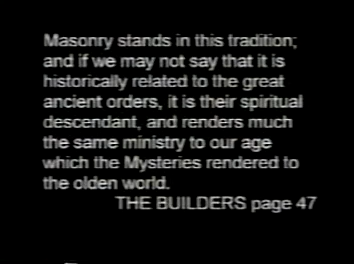 Masonry stands in this tradition;
and if we may not say that it is
historically related to the great
ancient orders, it is their spiritual
descendant, and renders much
the same ministry to our age
which the Mysteries rendered to
the olden world.
THE BUILDERS page 47